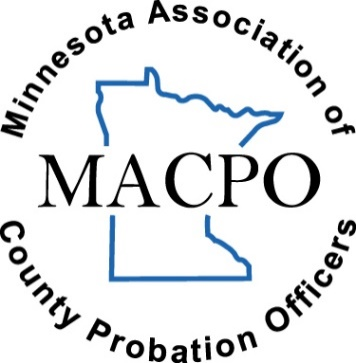 Minnesota Association of
MACPO
County Probation Officers